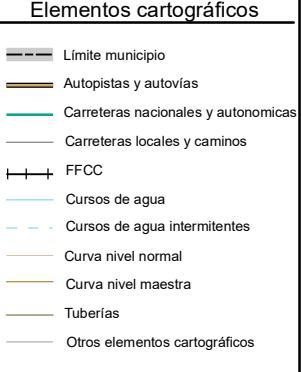 Elementos cartográficos
Límite municipio
Autopistas y autovías
Carreteras nacionales y autonomicas
Carreteras locales y caminos
FFCC
Cursos de agua
Cursos de agua intermitentes
Curva nivel normal
Curva nivel maestra
Tuberías
Otros elementos cartográficos